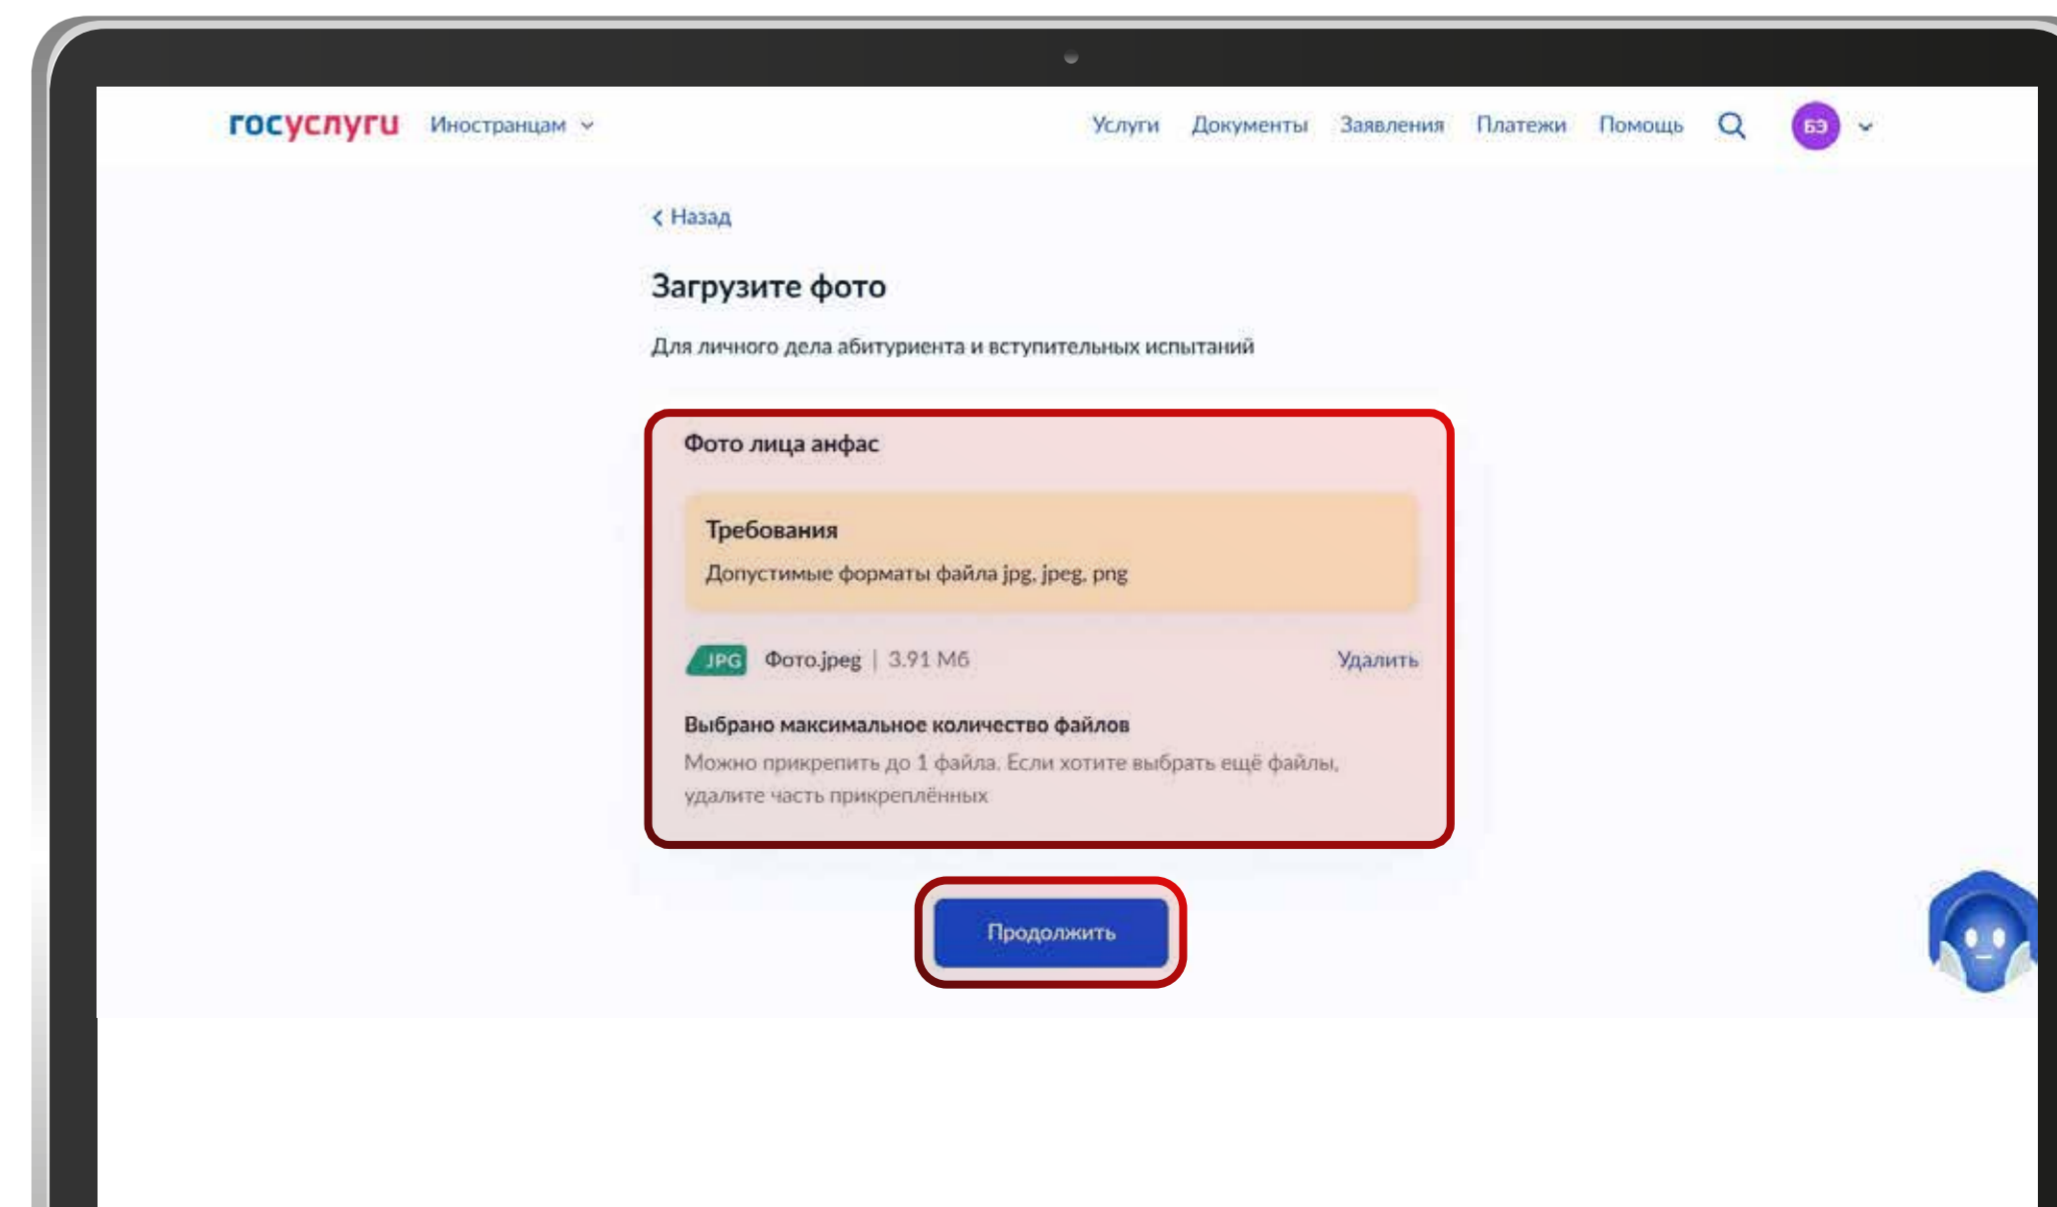 госуслуги Иностранцам Услуги Документы Заявления Платежи Помощь БЭ
Назад
Загрузите фото
Для личного дела абитуриента и вступительных испытаний
Фото лица анфас
Требования
Допустимые форматы файла jpg, jpeg, png
JPG Фото.jpeg | 3.91 Мб Удалить
Выбрано максимальное количество файлов
Можно прикрепить до 1 файла. Если хотите выбрать ещё файлы,
удалите часть прикреплённых
Продолжить